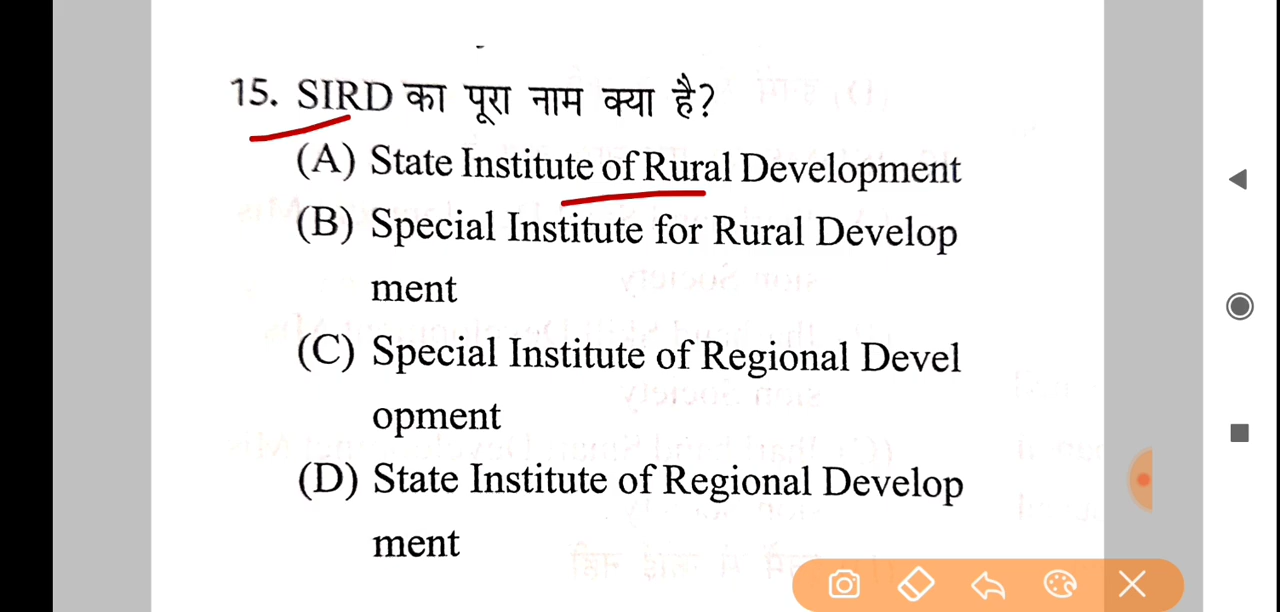 15. SIRD का पूरा नाम क्या है?
(A) State Institute of Rural Development
(B) Special Institute for Rural Develop
ment
(C) Special Institute of Regional Devel
opment
(D) State Institute of Regional Develop
ment